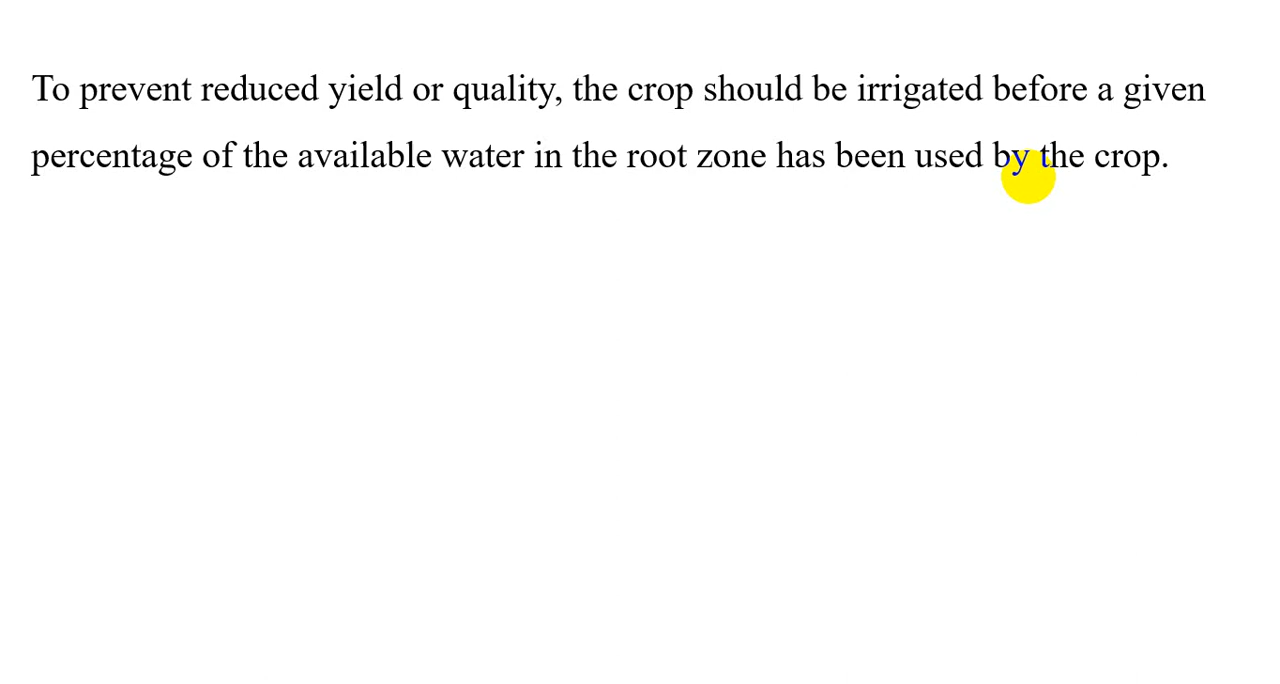 To prevent reduced yield or quality, the crop should be irrigated before a given
percentage of the available water in the root zone has been used by the crop.